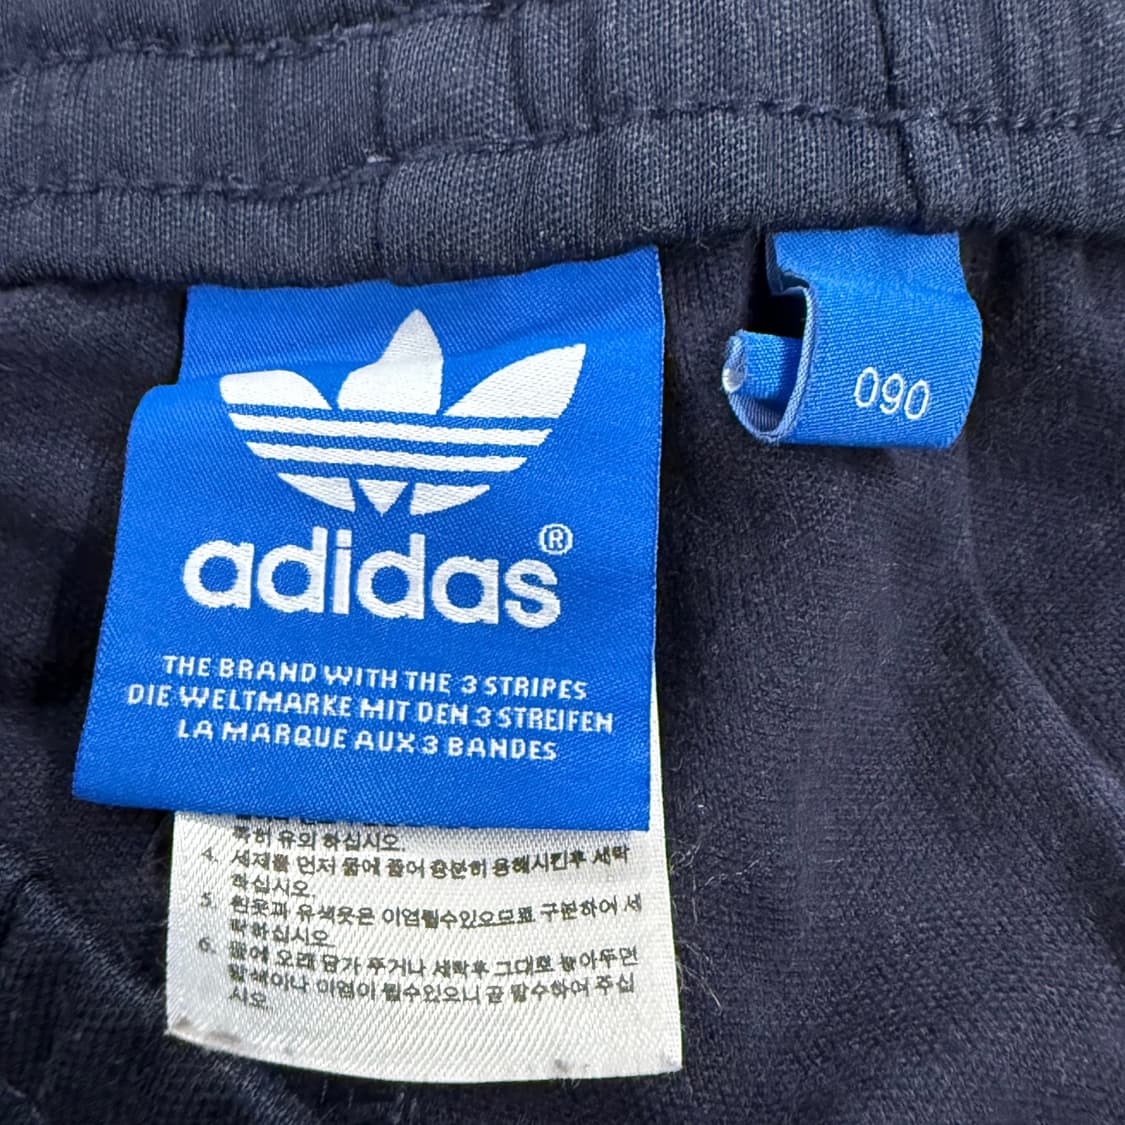 090
adidas®
THE BRAND WITH THE 3 STRIPES
DIE WELTMARKE MIT DEN 3 STREIFEN
LA MARQUE AUX 3 BANDES
특히 유의 하십시오.
4. 세제를 먼저 물에 풀어 충분히 용해시킨후 세탁
하십시오.
5. 흰옷과 유색옷은 이염될수있으므로 구분하여 세
탁하십시오.
6. 물에 오래 담가 두거나 세탁후 그대로 놓아두면
탈색이나 이염이 될수있으니 곧 탈수하여 주십
시오.